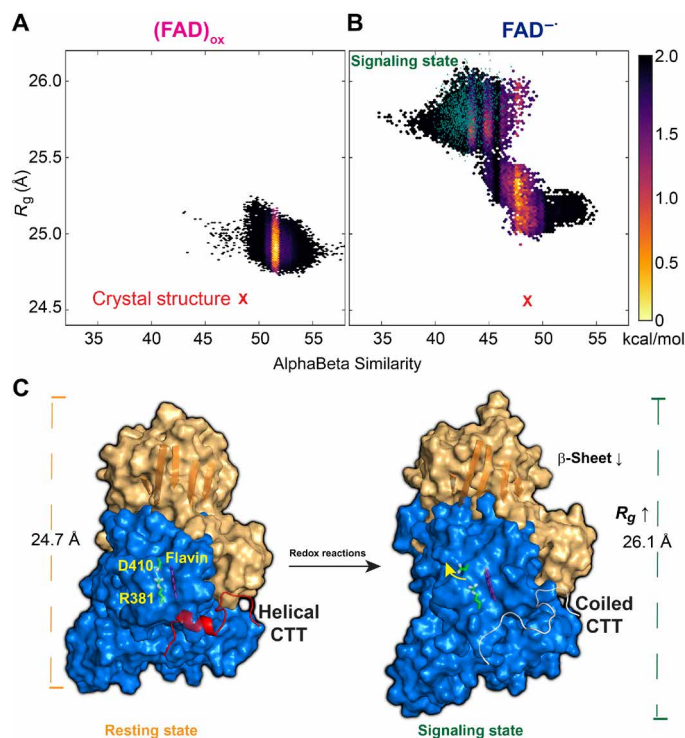 A
(FAD)ox
B
FAD–·
Signaling state
2.0
26.0
1.5
25.5
Rg (Å)
1.0
25.0
0.5
24.5
Crystal structure x
x
0
35 40 45 50 55
35 40 45 50 55
kcal/mol
AlphaBeta Similarity
C
β-Sheet ↓
Rg ↑
24.7 Å
26.1 Å
D410 Flavin
Redox reactions
R381
Helical
CTT
Coiled
CTT
Resting state
Signaling state